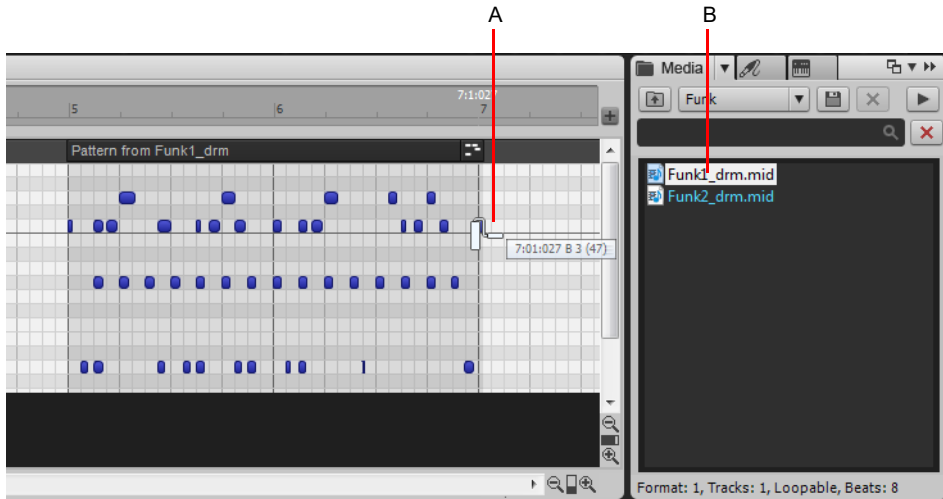 A
B
Media
Funk
7:1:027
5
6
7
Pattern from Funk1_drm
Funk1_drm.mid
Funk2_drm.mid
7:01:027 B 3 (47)
Format: 1, Tracks: 1, Loopable, Beats: 8